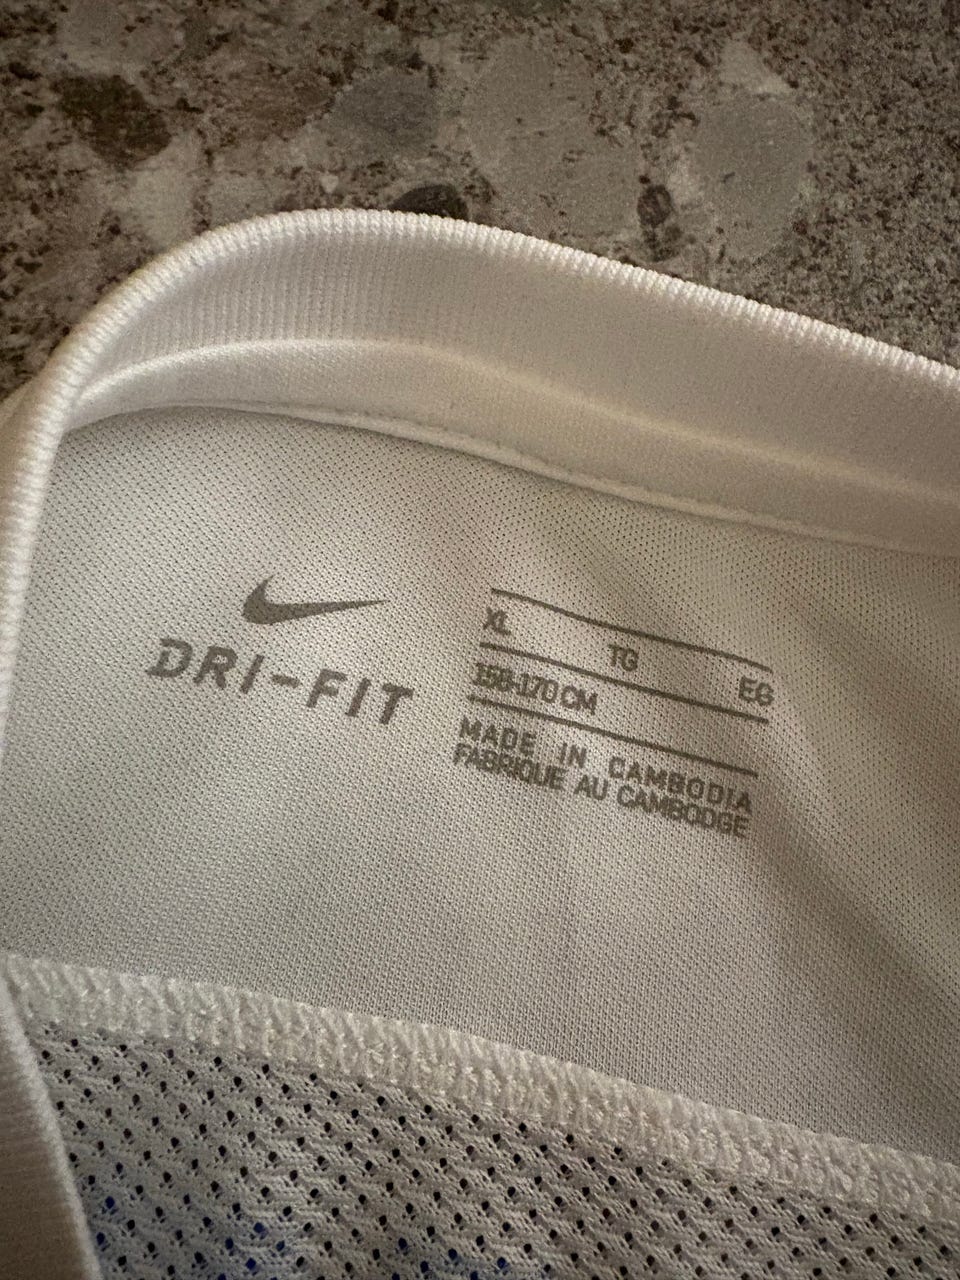 DRI-FIT
XL TG EG
158-170 CM
MADE IN CAMBODIA
FABRIQUE AU CAMBODGE